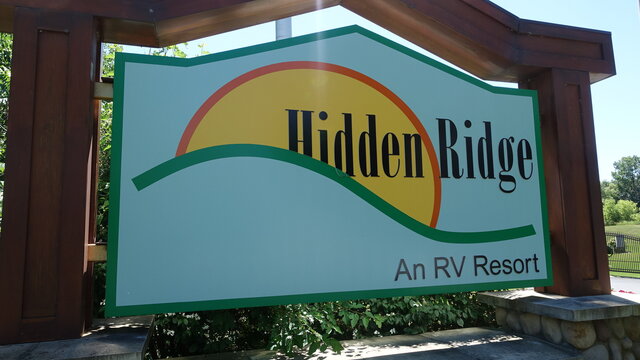 Hidden Ridge
An RV Resort